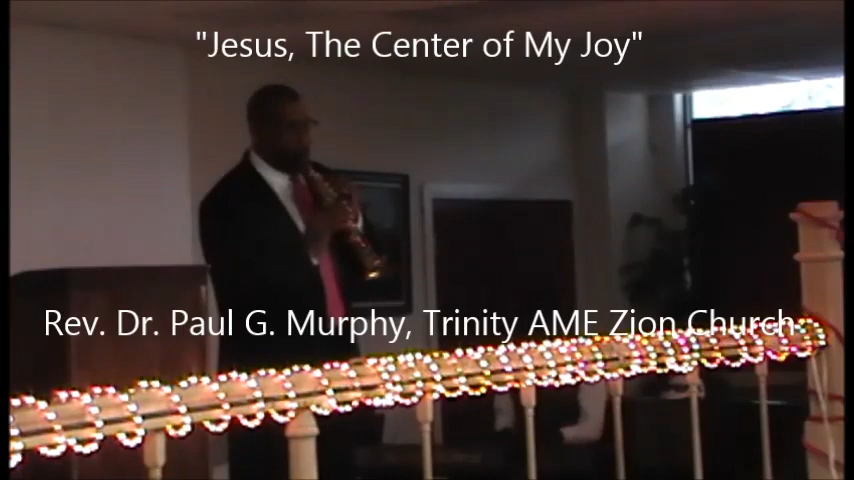 "Jesus, The Center of My Joy"
Rev. Dr. Paul G. Murphy, Trinity AME Zion Church